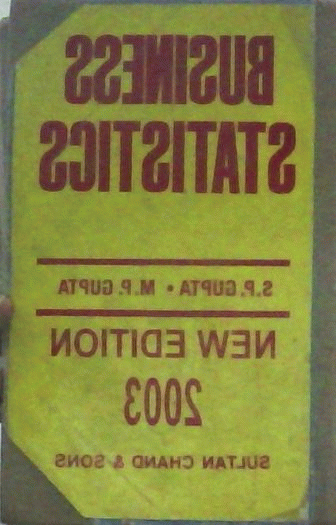 BUSINESS
STATISTICS
S.P. GUPTA • M.P. GUPTA
NEW EDITION
2003
SULTAN CHAND & SONS